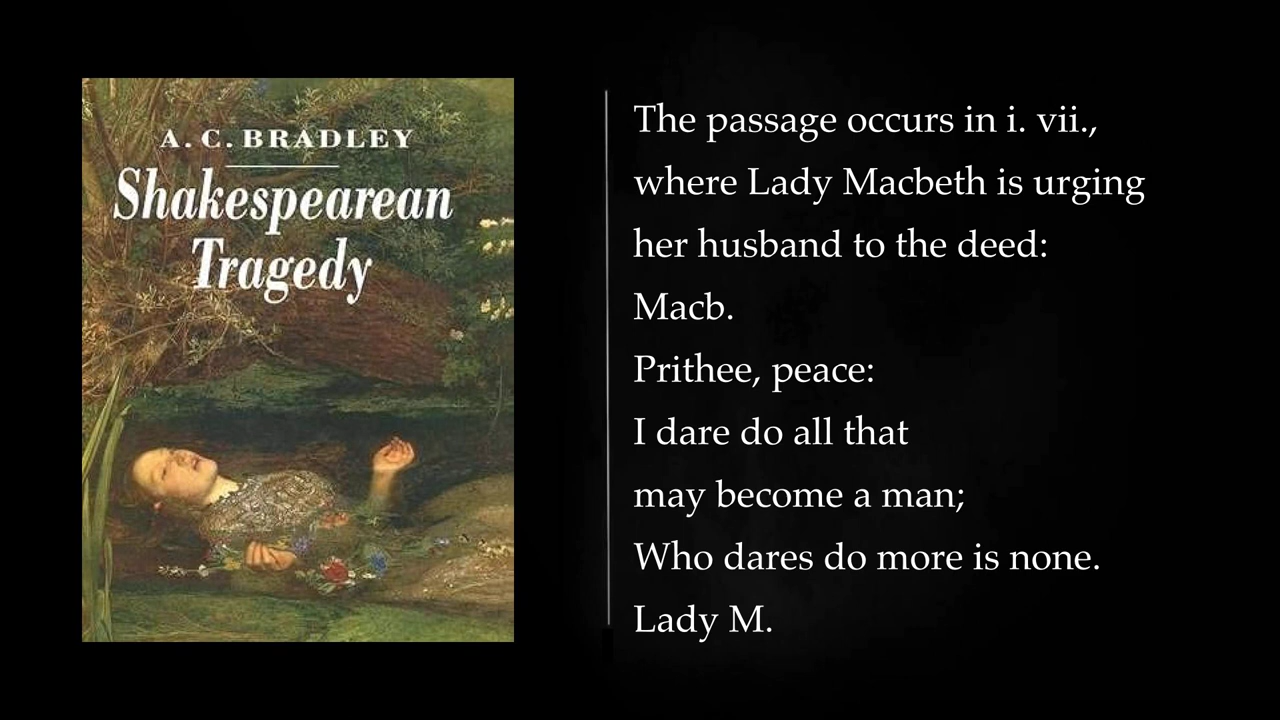 A. C. BRADLEY
Shakespearean
Tragedy
The passage occurs in i. vii.,
where Lady Macbeth is urging
her husband to the deed:
Macb.
Prithee, peace:
I dare do all that
may become a man;
Who dares do more is none.
Lady M.